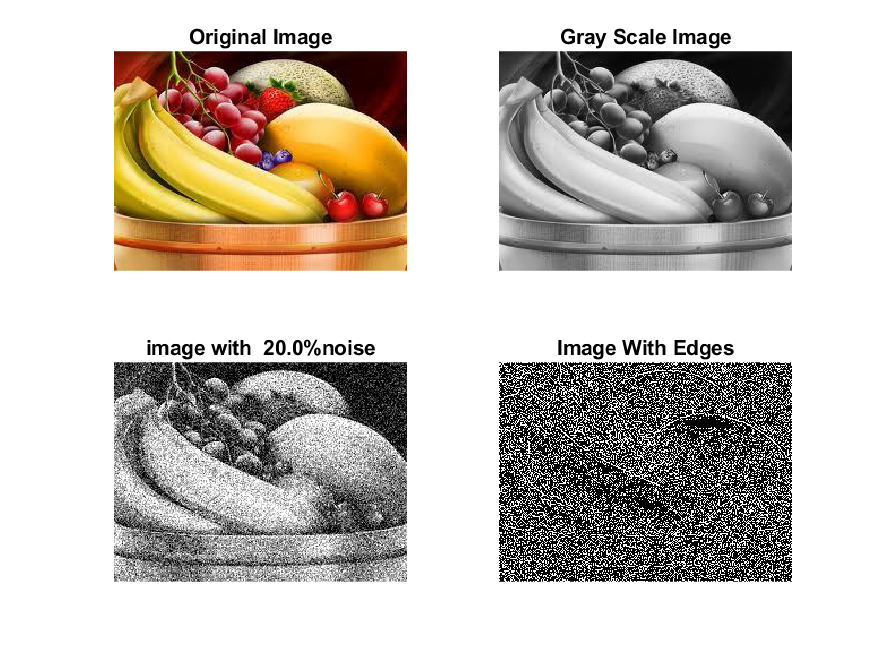 Original Image
Gray Scale Image
image with  20.0%noise
Image With Edges